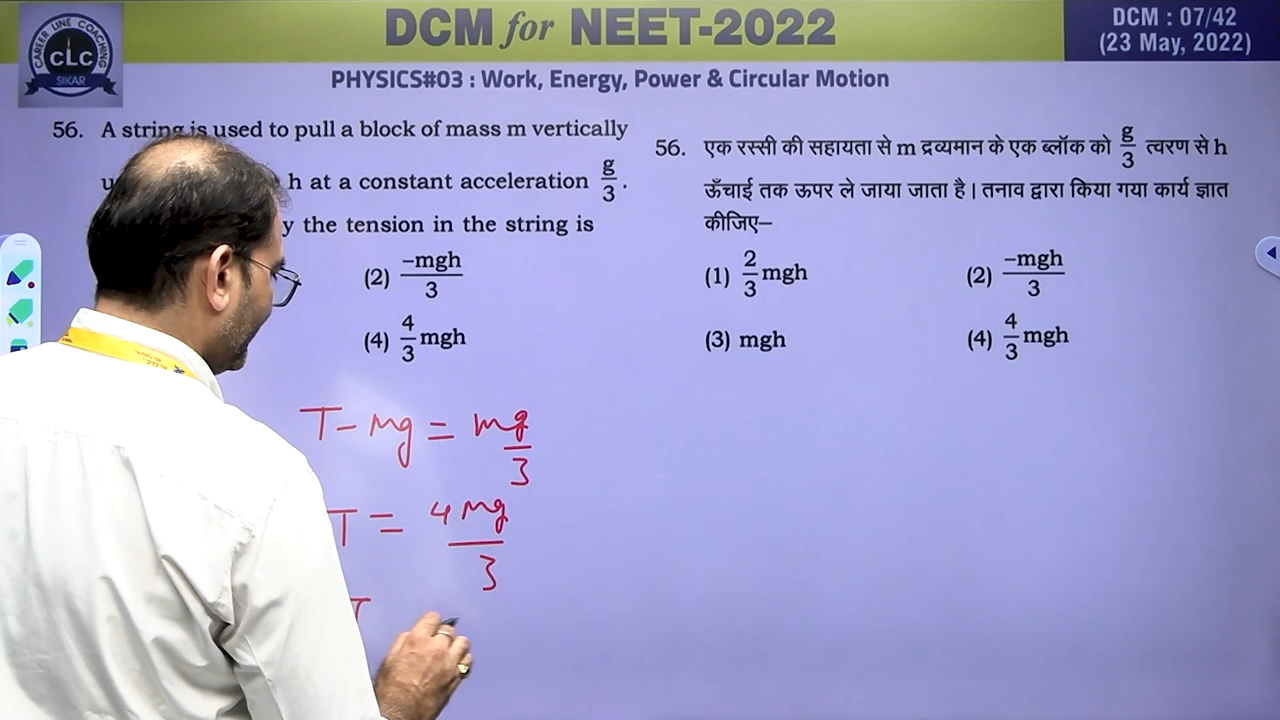 DCM for NEET-2022
DCM : 07/42
(23 May, 2022)
CAREER LINE COACHING
CLC
SIKAR
PHYSICS#03 : Work, Energy, Power & Circular Motion
56. A string is used to pull a block of mass m vertically
h at a constant acceleration g/3.
the tension in the string is
(2) –mgh/3
(4) 4/3 mgh
56. एक रस्सी की सहायता से m द्रव्यमान के एक ब्लॉक को g/3 त्वरण से h
ऊँचाई तक ऊपर ले जाया जाता है। तनाव द्वारा किया गया कार्य ज्ञात
कीजिए–
(1) 2/3 mgh
(2) –mgh/3
(3) mgh
(4) 4/3 mgh
T - mg = mg/3
T = 4mg/3